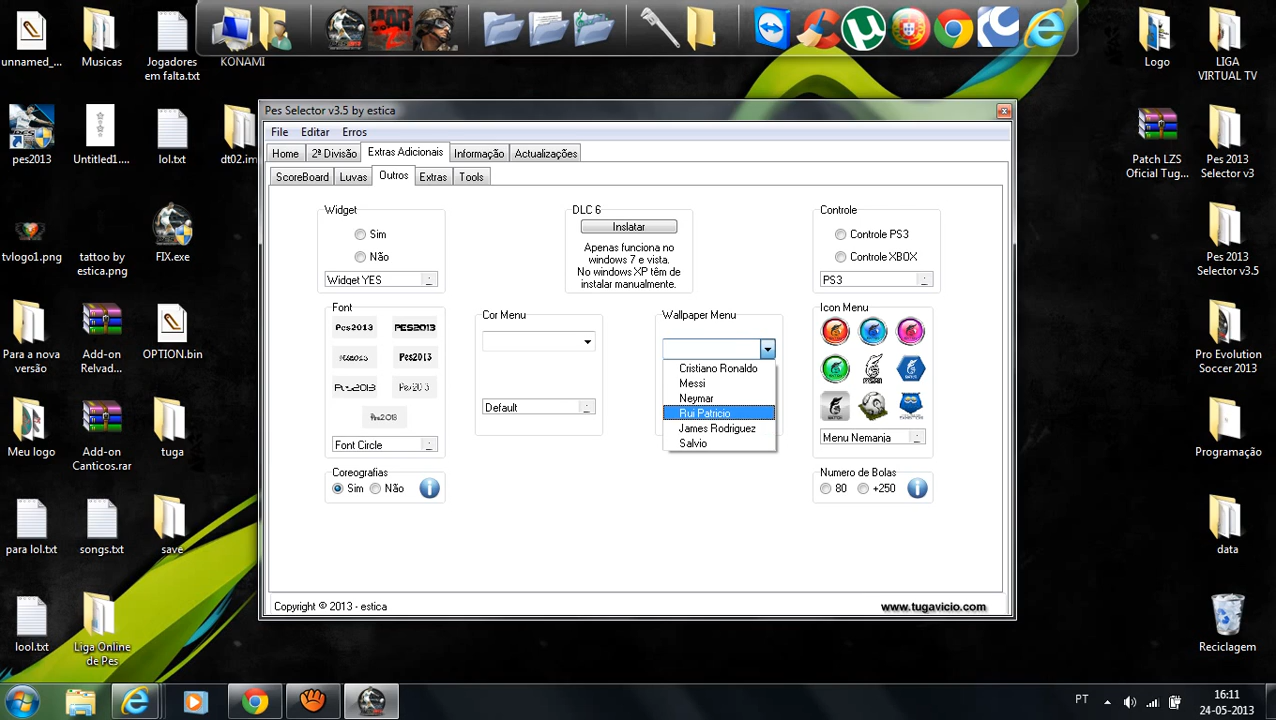 unnamed_...
Musicas
Jogadores
em falta.txt
KONAMI
pes2013
Untitled1....
lol.txt
dt02.im
tvlogo1.png
tattoo by
estica.png
FIX.exe
Para a nova
versão
Add-on
Relvad...
OPTION.bin
Meu logo
Add-on
Canticos.rar
tuga
para lol.txt
songs.txt
save
lool.txt
Liga Online
de Pes
Pes Selector v3.5 by estica
File Editar Erros
Home 2ª Divisão Extras Adicionais Informação Actualizações
ScoreBoard Luvas Outros Extras Tools
Widget
Sim
Não
Widget YES
DLC 6
Inslatar
Apenas funciona no
windows 7 e vista.
No windows XP têm de
instalar manualmente.
Controle
Controle PS3
Controle XBOX
PS3
Font
Pes2013 PES2013
Pes2013
Pes2013 Pes2013
Pes2013
Font Circle
Cor Menu
Default
Wallpaper Menu
Cristiano Ronaldo
Messi
Neymar
Rui Patricio
James Rodriguez
Salvio
Icon Menu
Menu Nemania
Coreografias
Sim Não
Numero de Bolas
80 +250
Copyright © 2013 - estica
www.tugavicio.com
Logo
LIGA
VIRTUAL TV
Patch LZS
Oficial Tug...
Pes 2013
Selector v3
Pes 2013
Selector v3.5
Pro Evolution
Soccer 2013
Programação
data
Reciclagem
PT
16:11
24-05-2013